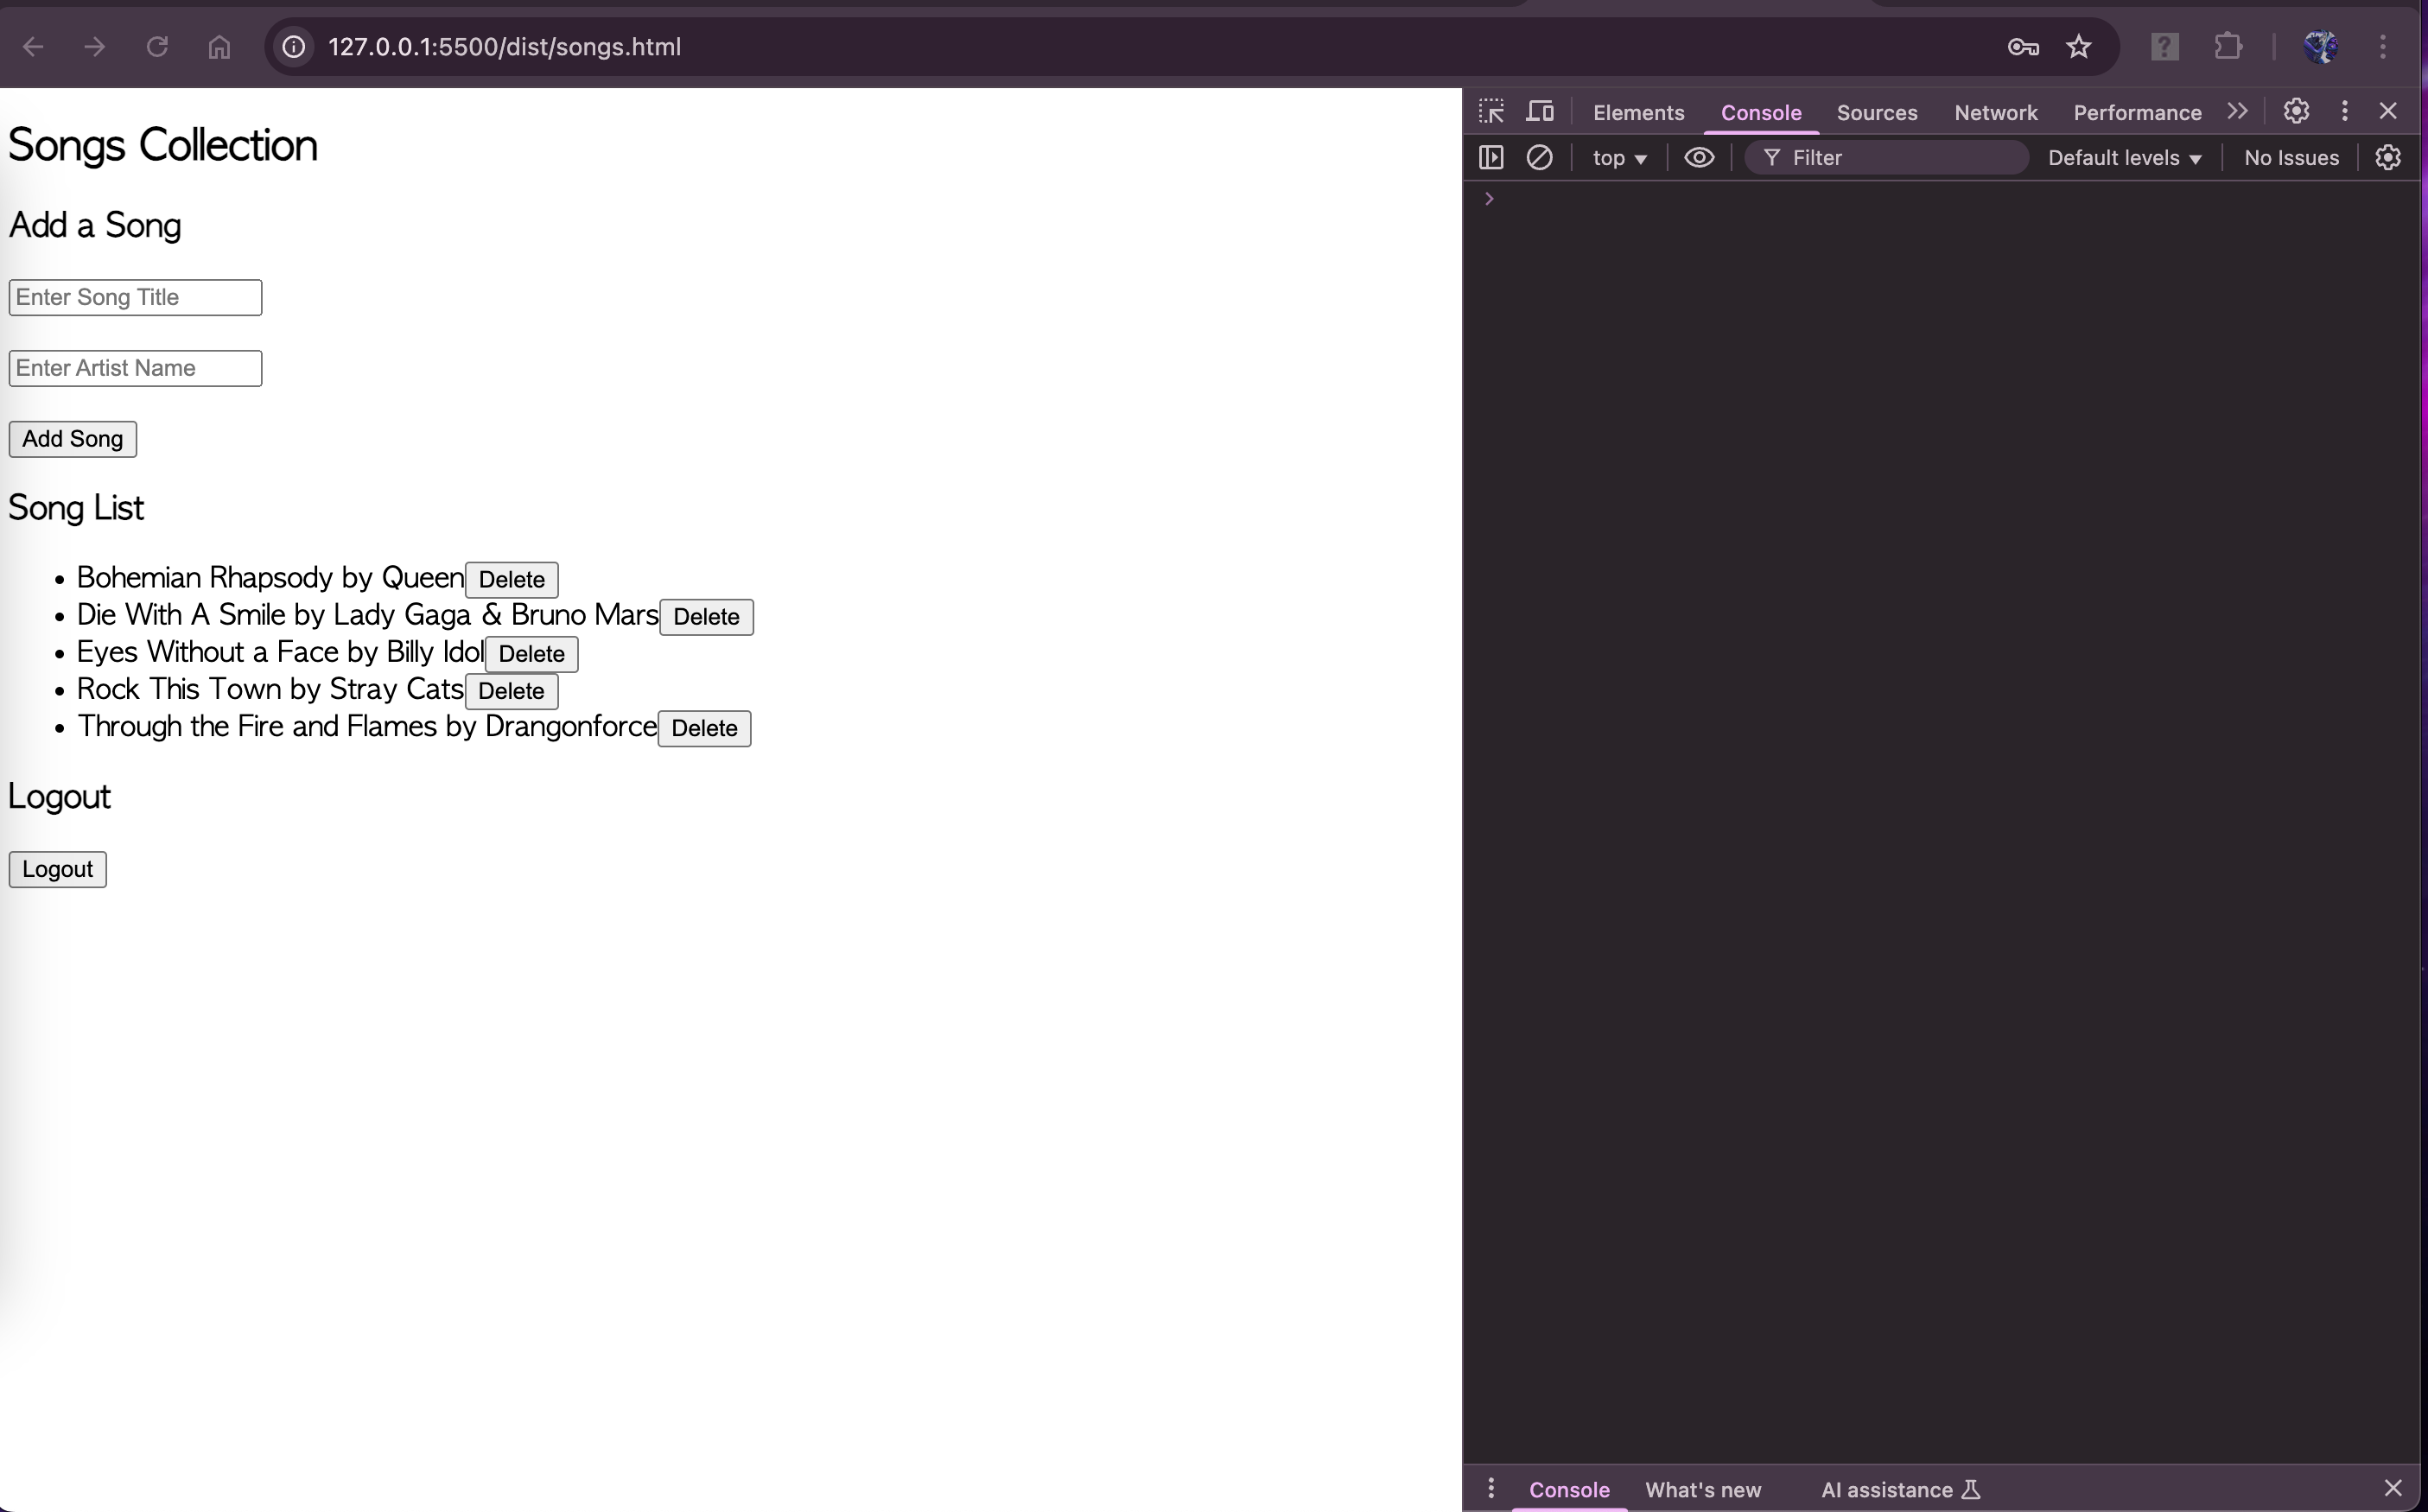 127.0.0.1:5500/dist/songs.html
Songs Collection
Add a Song
Enter Song Title
Enter Artist Name
Add Song
Song List
Bohemian Rhapsody by Queen Delete
Die With A Smile by Lady Gaga & Bruno Mars Delete
Eyes Without a Face by Billy Idol Delete
Rock This Town by Stray Cats Delete
Through the Fire and Flames by Drangonforce Delete
Logout
Logout
Elements Console Sources Network Performance
top Filter Default levels No Issues
Console What's new AI assistance